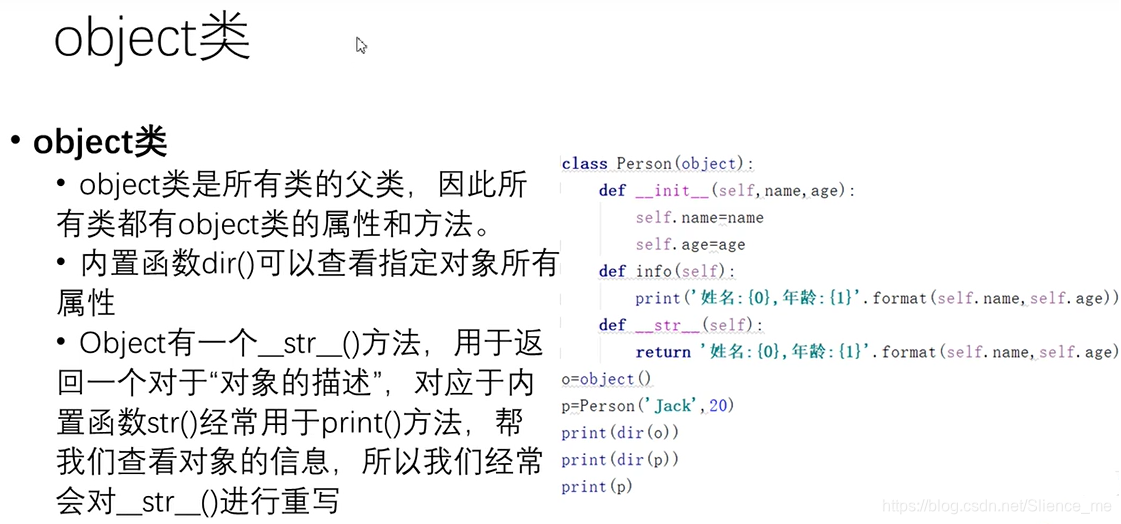 object类
• object类
• object类是所有类的父类，因此所
有类都有object类的属性和方法。
• 内置函数dir()可以查看指定对象所有
属性
• Object有一个__str__()方法，用于返
回一个对于“对象的描述”，对应于内
置函数str()经常用于print()方法，帮
我们查看对象的信息，所以我们经常
会对__str__()进行重写
class Person(object):
    def __init__(self,name,age):
        self.name=name
        self.age=age
    def info(self):
        print('姓名:{0},年龄:{1}'.format(self.name,self.age))
    def __str__(self):
        return '姓名:{0},年龄:{1}'.format(self.name,self.age)
o=object()
p=Person('Jack',20)
print(dir(o))
print(dir(p))
print(p)
https://blog.csdn.net/Slience_me